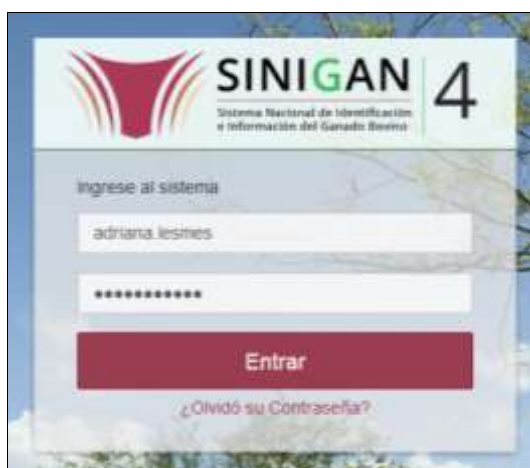 SINIGAN 4
Sistema Nacional de Identificación
e Información del Ganado Bovino
Ingrese al sistema
adriana.lesmes
●●●●●●●●●●●
Entrar
¿Olvidó su Contraseña?